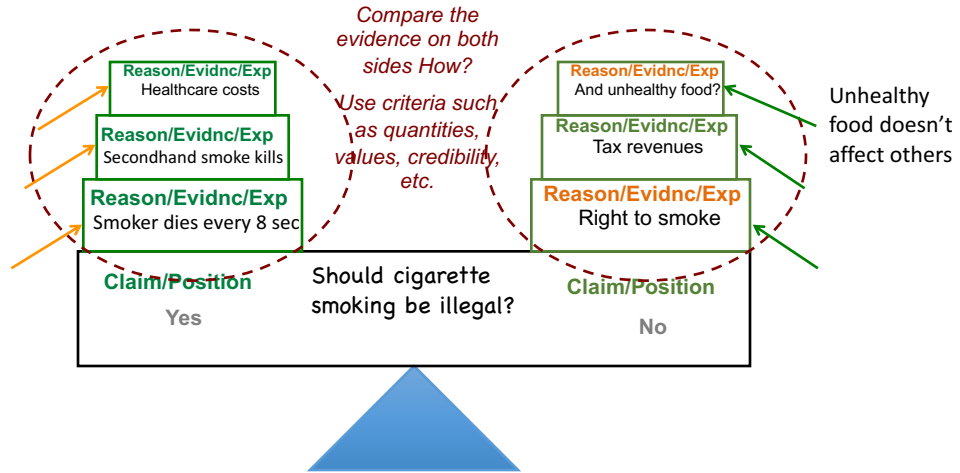 Compare the
evidence on both
sides How?
Use criteria such
as quantities,
values, credibility,
etc.
Reason/Evidnc/Exp
Healthcare costs
Reason/Evidnc/Exp
Secondhand smoke kills
Reason/Evidnc/Exp
Smoker dies every 8 sec
Claim/Position
Yes
Should cigarette
smoking be illegal?
Reason/Evidnc/Exp
And unhealthy food?
Reason/Evidnc/Exp
Tax revenues
Reason/Evidnc/Exp
Right to smoke
Claim/Position
No
Unhealthy
food doesn't
affect others